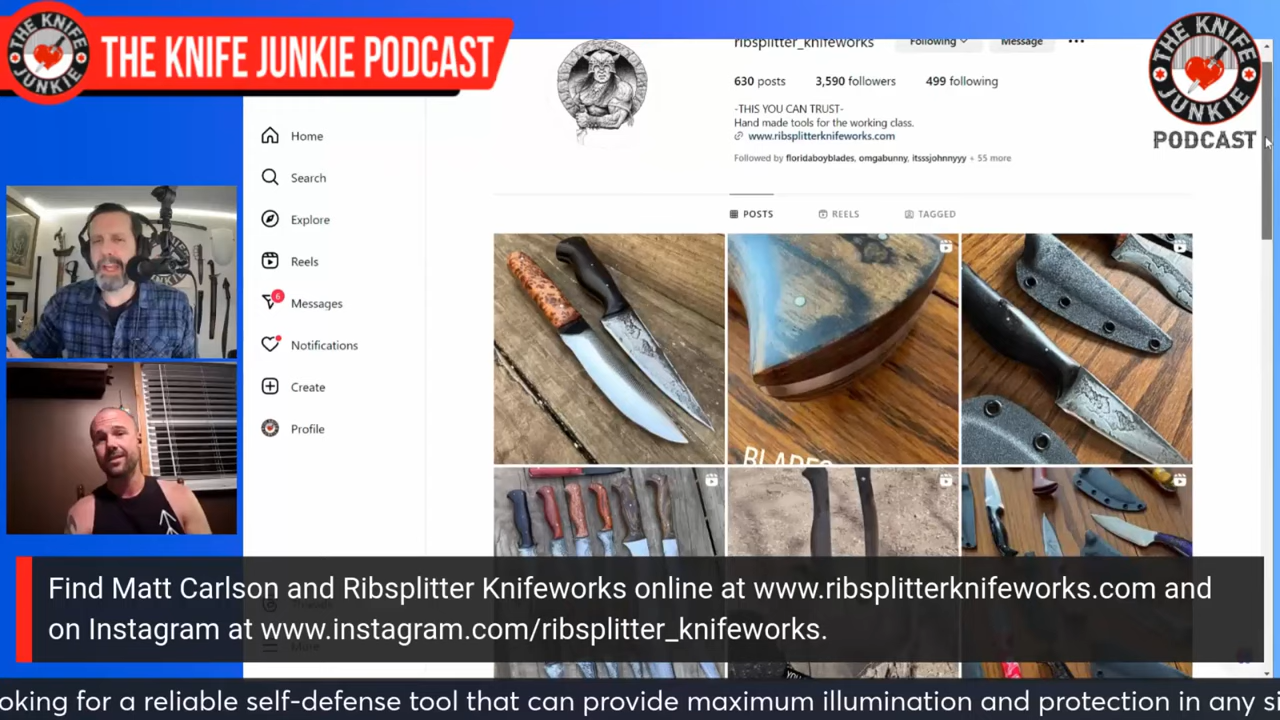 THE KNIFE JUNKIE
THE KNIFE JUNKIE PODCAST
THE KNIFE JUNKIE
PODCAST
ribsplitter_knifeworks
Following
Message
630 posts
3,590 followers
499 following
-THIS YOU CAN TRUST-
Hand made tools for the working class.
www.ribsplitterknifeworks.com
Followed by floridaboyblades, omgabunny, itsssjohnnyyy + 55 more
POSTS
REELS
TAGGED
Home
Search
Explore
Reels
6
Messages
Notifications
Create
Profile
BLADES
Find Matt Carlson and Ribsplitter Knifeworks online at www.ribsplitterknifeworks.com and
on Instagram at www.instagram.com/ribsplitter_knifeworks.
ooking for a reliable self-defense tool that can provide maximum illumination and protection in any si